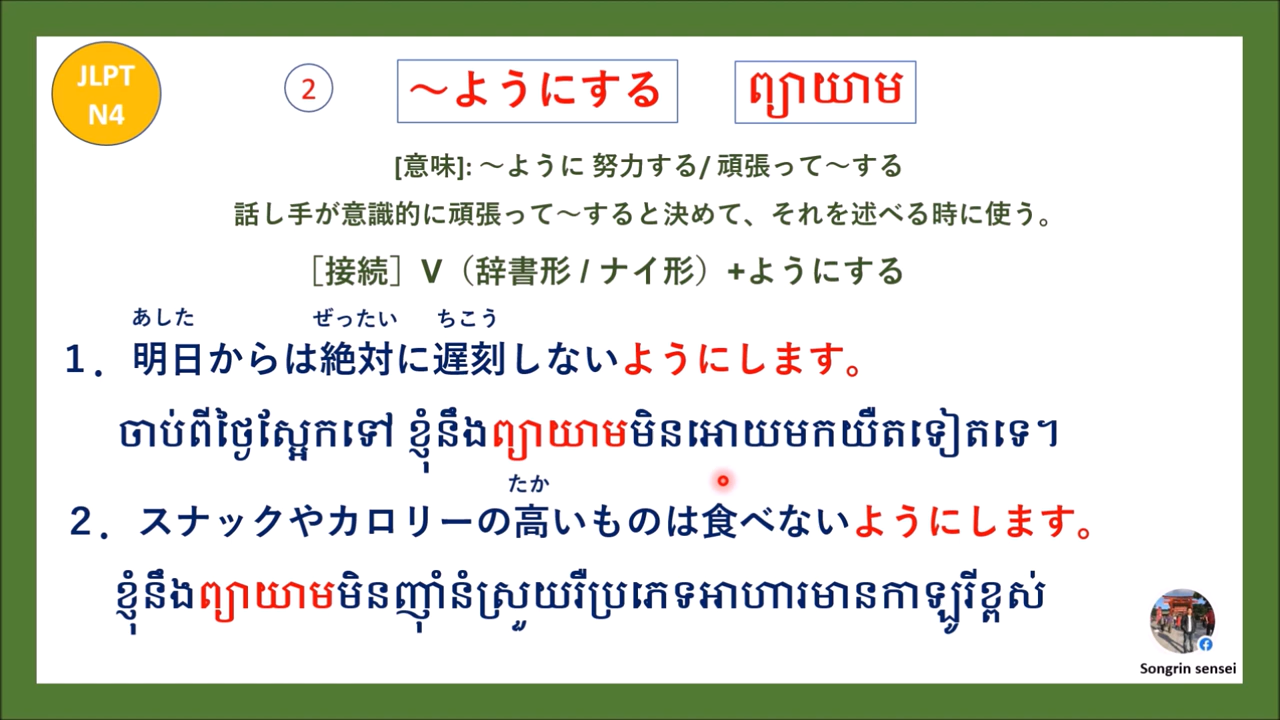 JLPT
N4
2
～ようにする
ព្យាយាម
[意味]: ～ように 努力する/ 頑張って～する
話し手が意識的に頑張って～すると決めて、それを述べる時に使う。
［接続］V（辞書形 / ナイ形）+ようにする
あした ぜったい ちこう
1．明日からは絶対に遅刻しないようにします。
ចាប់ពីថ្ងៃស្អែកទៅ ខ្ញុំនឹងព្យាយាមមិនអោយមកយឺតទៀតទេ។
たか
2．スナックやカロリーの高いものは食べないようにします。
ខ្ញុំនឹងព្យាយាមមិនញ៉ាំនំស្រួយរឺប្រភេទអាហារមានកាឡូរីខ្ពស់
Songrin sensei